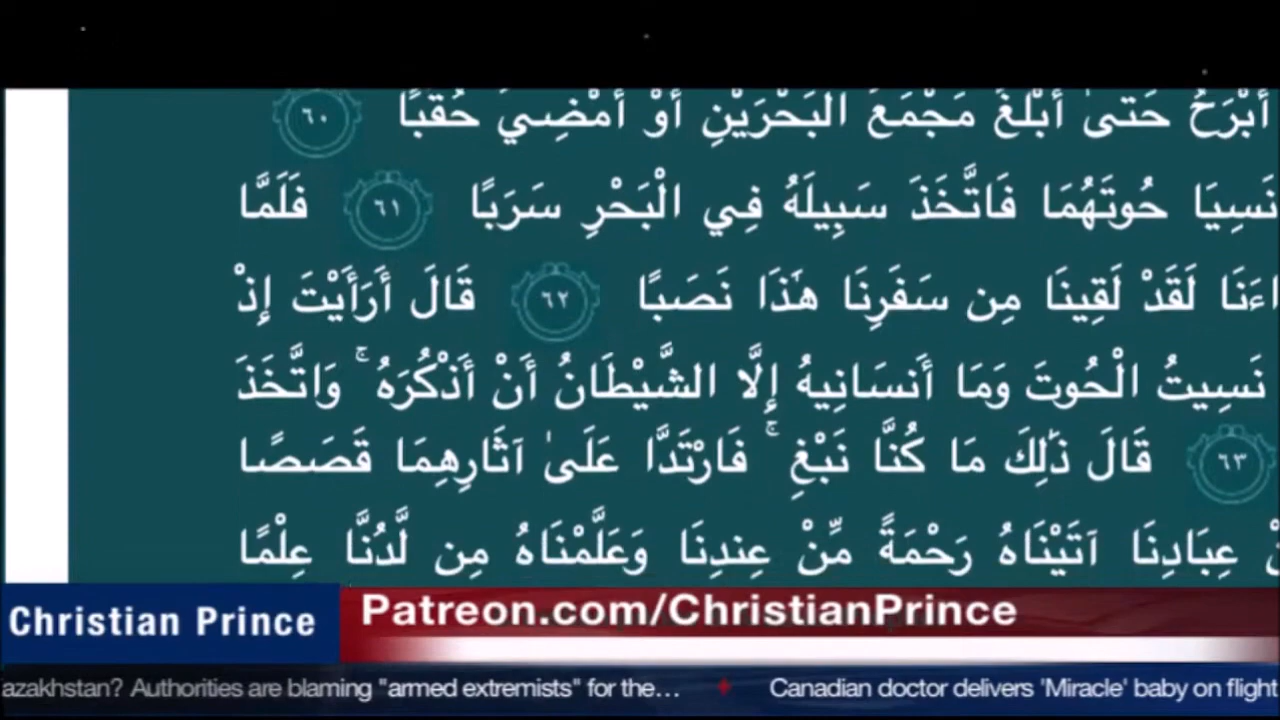 أَبْرَحُ حَتَّىٰ أَبْلُغَ مَجْمَعَ الْبَحْرَيْنِ أَوْ أَمْضِيَ حُقُبًا ٦٠
نَسِيَا حُوتَهُمَا فَاتَّخَذَ سَبِيلَهُ فِي الْبَحْرِ سَرَبًا ٦١ فَلَمَّا
لَقَدْ لَقِينَا مِن سَفَرِنَا هَٰذَا نَصَبًا ٦٢ قَالَ أَرَأَيْتَ إِذْ
نَسِيتُ الْحُوتَ وَمَا أَنسَانِيهُ إِلَّا الشَّيْطَانُ أَنْ أَذْكُرَهُ ۚ وَاتَّخَذَ
٦٣ قَالَ ذَٰلِكَ مَا كُنَّا نَبْغِ ۚ فَارْتَدَّا عَلَىٰ آثَارِهِمَا قَصَصًا
عِبَادِنَا آتَيْنَاهُ رَحْمَةً مِّنْ عِندِنَا وَعَلَّمْنَاهُ مِن لَّدُنَّا عِلْمًا
Christian Prince
Patreon.com/ChristianPrince
azakhstan? Authorities are blaming "armed extremists" for the... Canadian doctor delivers 'Miracle' baby on flight